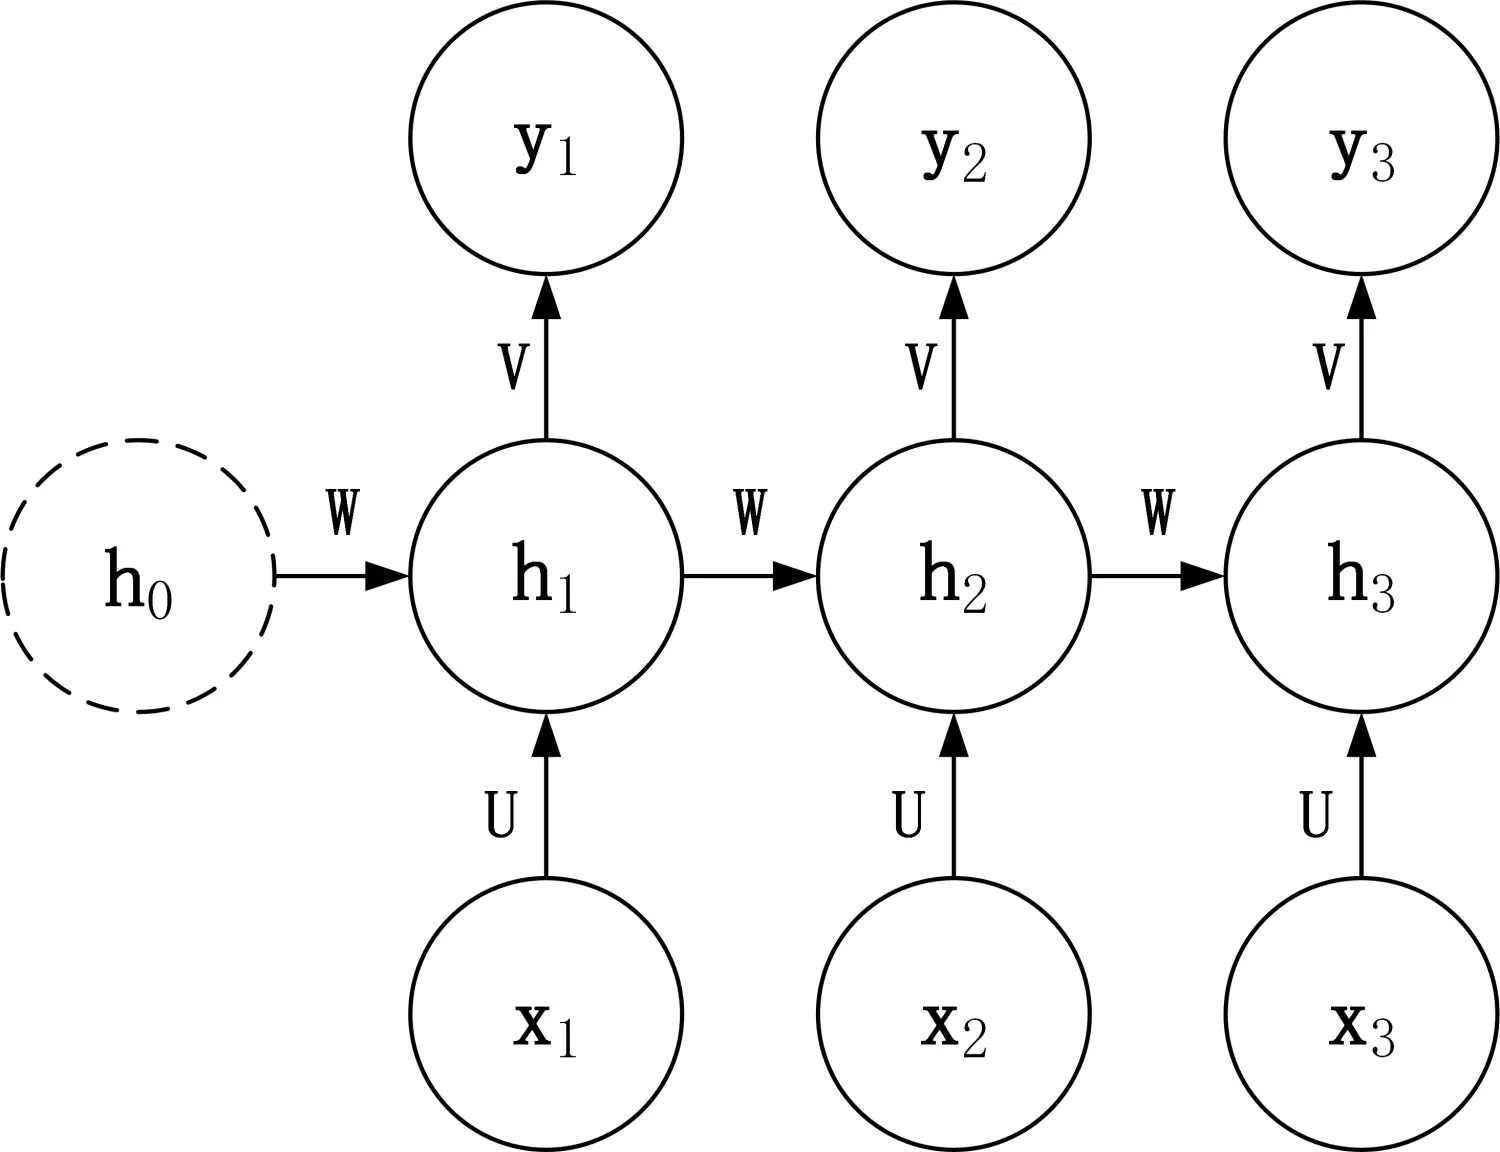 y1 y2 y3
V V V
W W W
h0 h1 h2 h3
U U U
x1 x2 x3